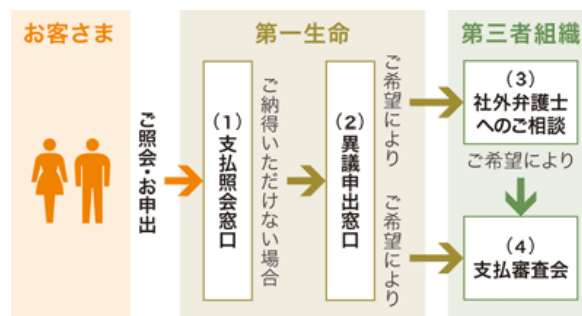 お客さま
第一生命
第三者組織
ご照会・お申出
(1)支払照会窓口
ご納得いただけない場合
(2)異議申出窓口
ご希望により
ご希望により
(3)
社外弁護士
へのご相談
ご希望により
(4)
支払審査会